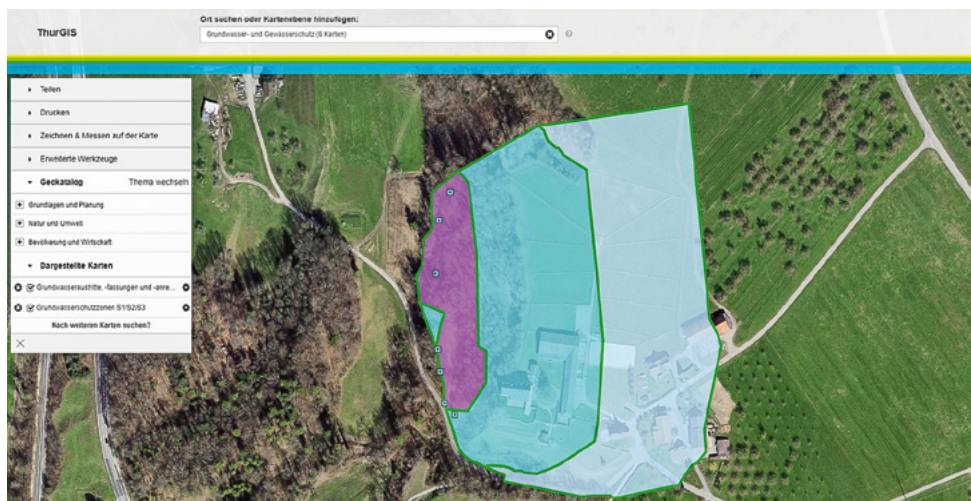 Ort suchen oder Kartenebene hinzufügen:
ThurGIS
Grundwasser- und Gewässerschutz (6 Karten)
Teilen
Drucken
Zeichnen & Messen auf der Karte
Erweiterte Werkzeuge
Geokatalog Thema wechseln
Grundlagen und Planung
Natur und Umwelt
Bevölkerung und Wirtschaft
Dargestellte Karten
Grundwasseraustritte, -fassungen und -anre...
Grundwasserschutzzonen S1/S2/S3
Nach weiteren Karten suchen?